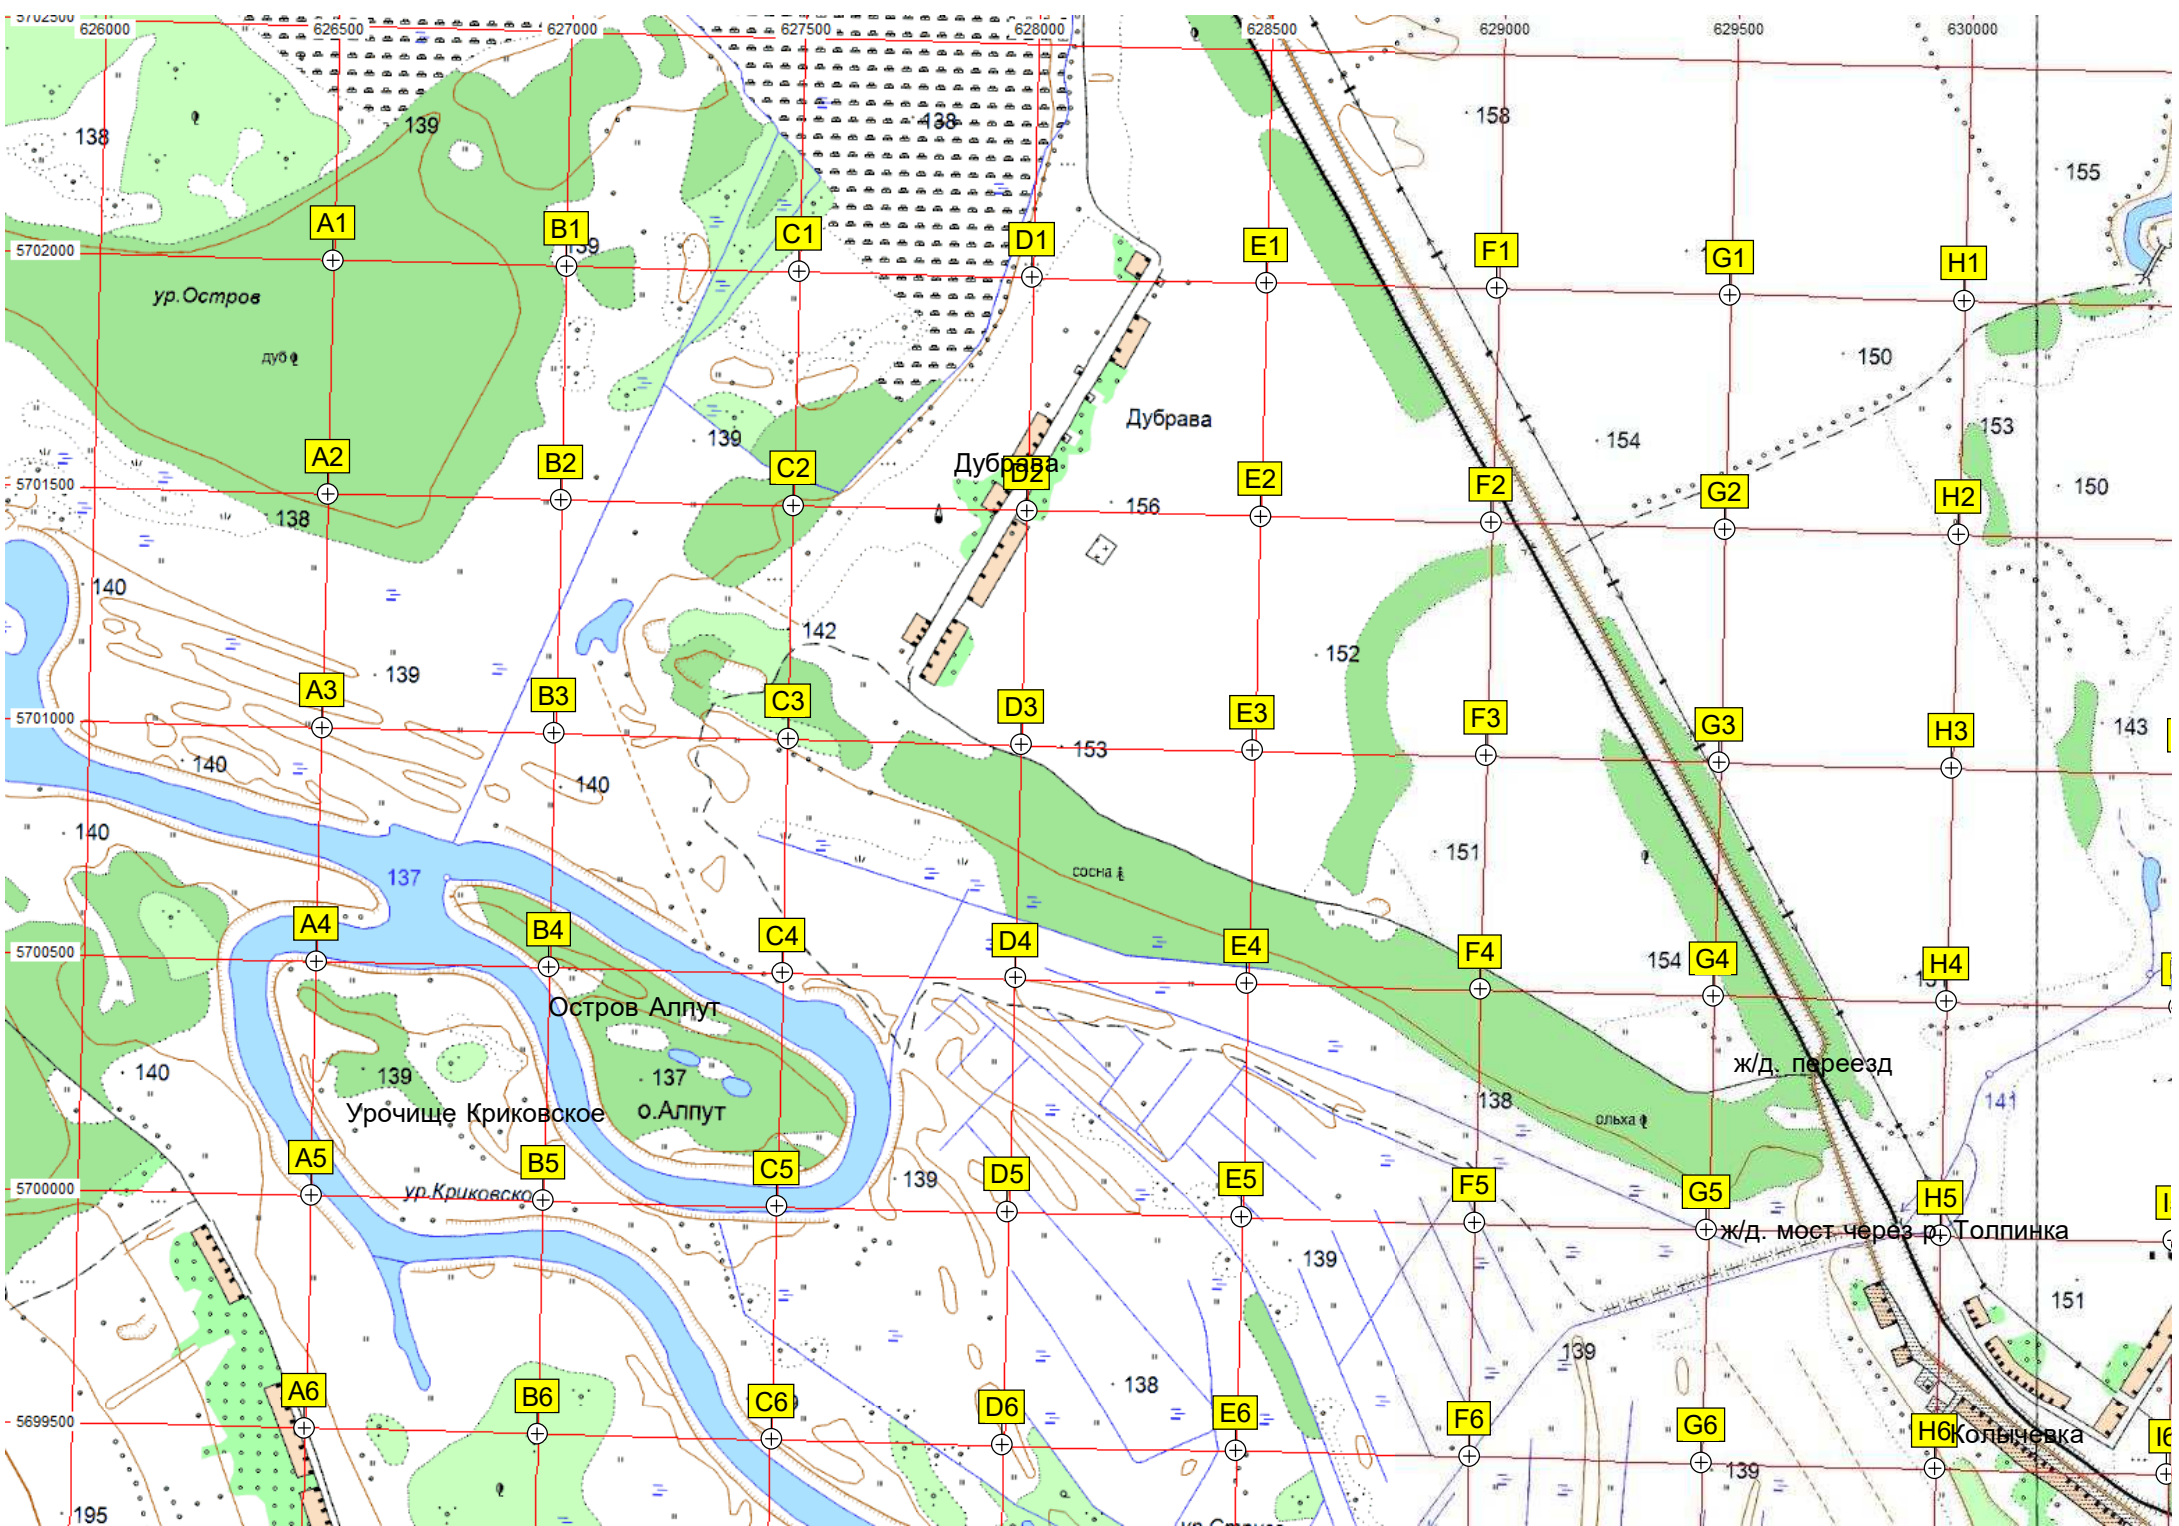 5702500
626000 626500 627000 627500 628000 628500 629000 629500 630000
138 139 138 158 155
A1 B1 C1 D1 E1 F1 G1 H1
5702000
139
ур.Остров
дуб
150
Дубрава
139 154 153
Дубрава
A2 B2 C2 D2 E2 F2 G2 H2
5701500
138 156 150
140 142 152
139
A3 B3 C3 D3 E3 F3 G3 H3
5701000
153 143
140 140
140 151
137 сосна
A4 B4 C4 D4 E4 F4 G4 H4
5700500
154
Остров Алпут
ж/д. переезд
140 139 137 138 141
Урочище Криковское о.Алпут ольха
A5 B5 C5 D5 E5 F5 G5 H5
5700000
ур.Криковско 139
ж/д. мост через р. Толпинка
139
151
139
138
A6 B6 C6 D6 E6 F6 G6 H6 I6
5699500
Колычевка
139
195